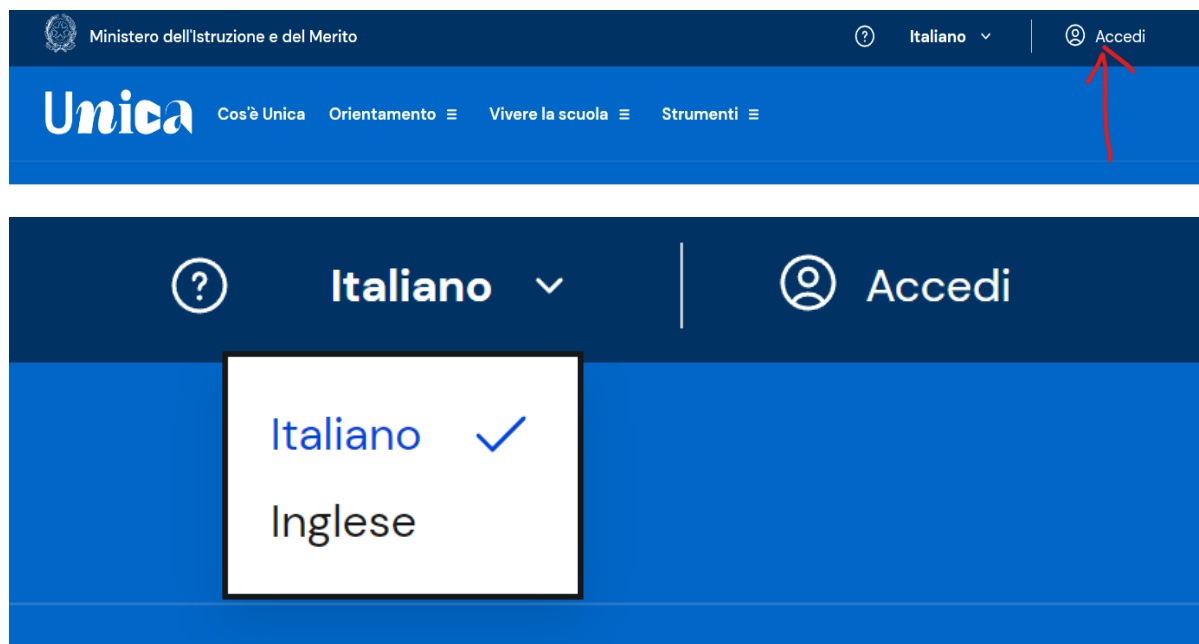 Ministero dell'Istruzione e del Merito ? Italiano Accedi
Unica Cos'è Unica Orientamento Vivere la scuola Strumenti
? Italiano Accedi
Italiano
Inglese